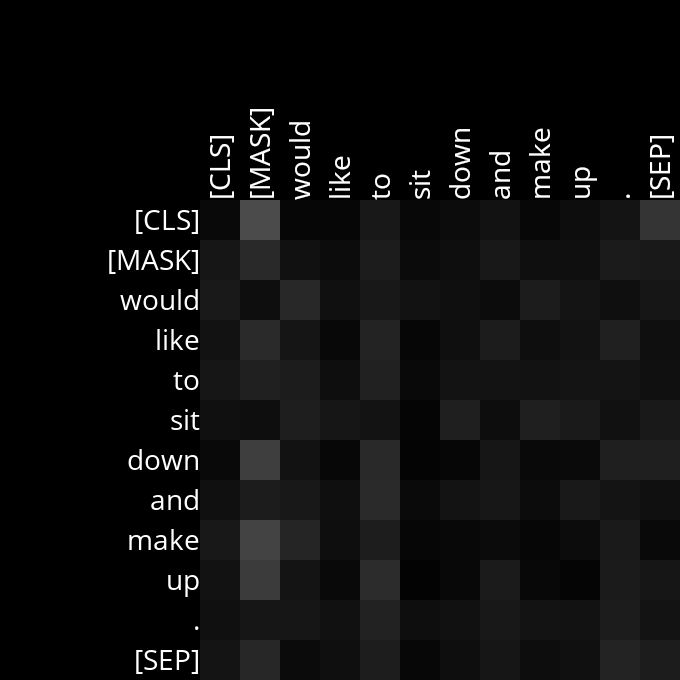 [CLS] [MASK] would like to sit down and make up . [SEP]
[CLS]
[MASK]
would
like
to
sit
down
and
make
up
.
[SEP]